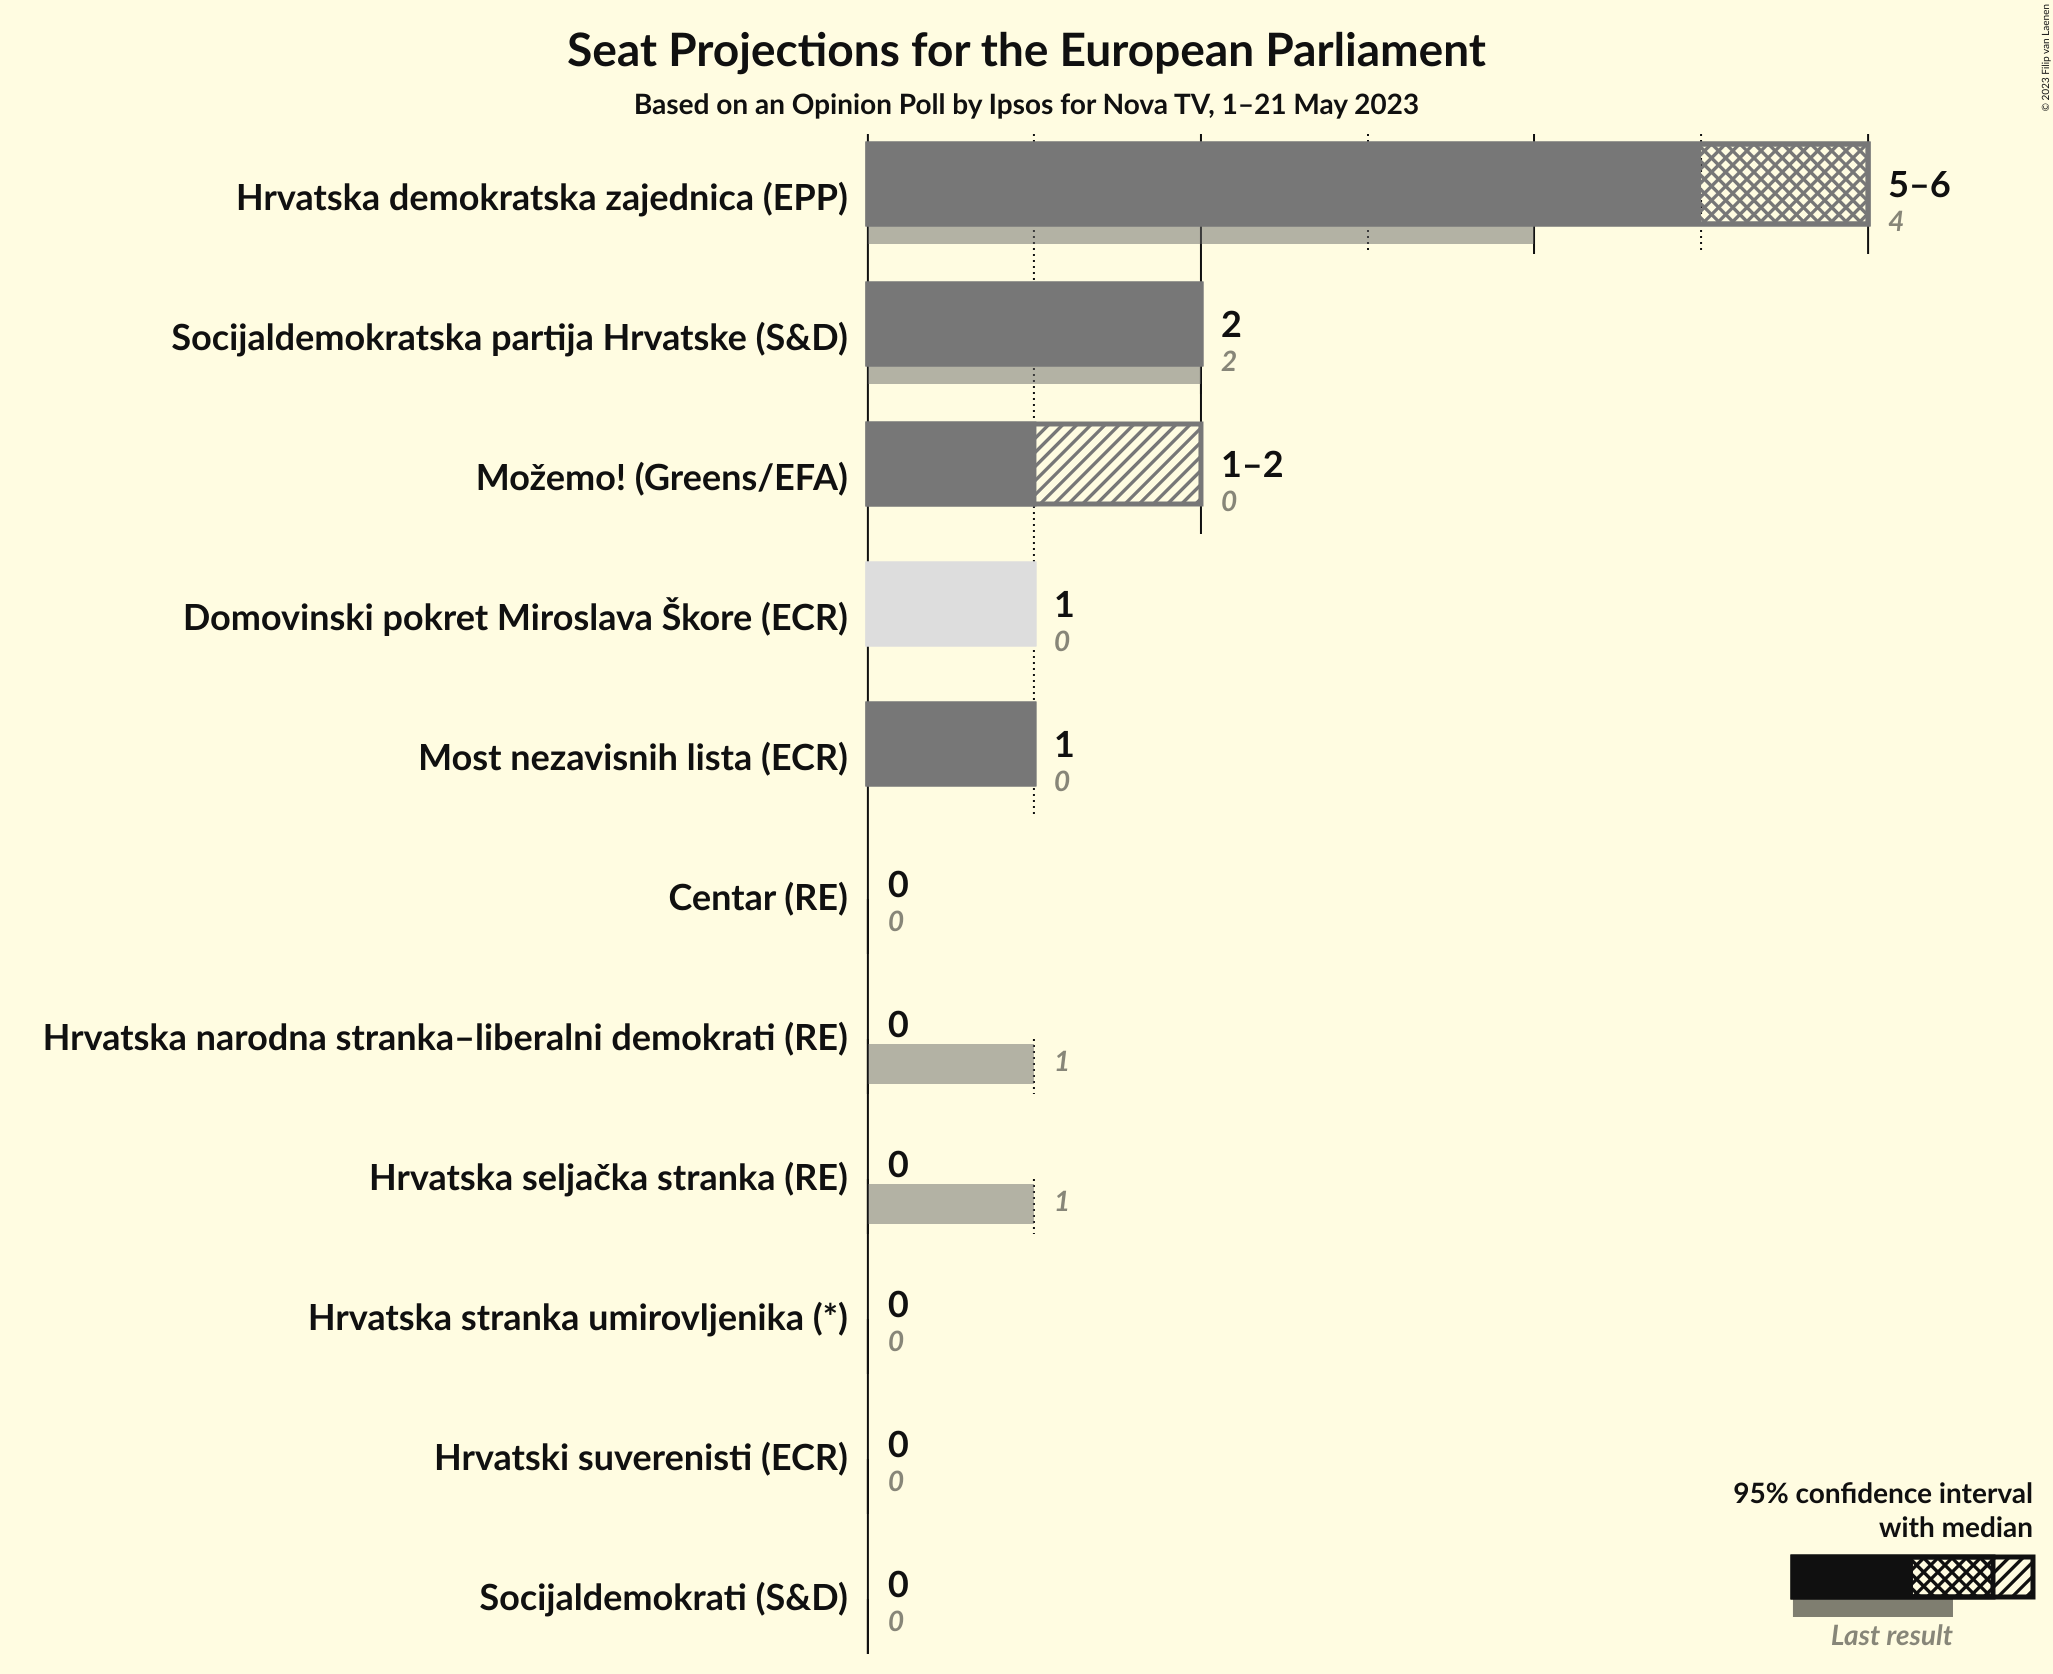 © 2023 Filip van Laenen
Seat Projections for the European Parliament
Based on an Opinion Poll by Ipsos for Nova TV, 1–21 May 2023
Hrvatska demokratska zajednica (EPP)
5–6
4
Socijaldemokratska partija Hrvatske (S&D)
2
2
Možemo! (Greens/EFA)
1–2
0
Domovinski pokret Miroslava Škore (ECR)
1
0
Most nezavisnih lista (ECR)
1
0
Centar (RE)
0
0
Hrvatska narodna stranka–liberalni demokrati (RE)
0
1
Hrvatska seljačka stranka (RE)
0
1
Hrvatska stranka umirovljenika (*)
0
0
Hrvatski suverenisti (ECR)
0
0
Socijaldemokrati (S&D)
0
0
95% confidence interval
with median
Last result